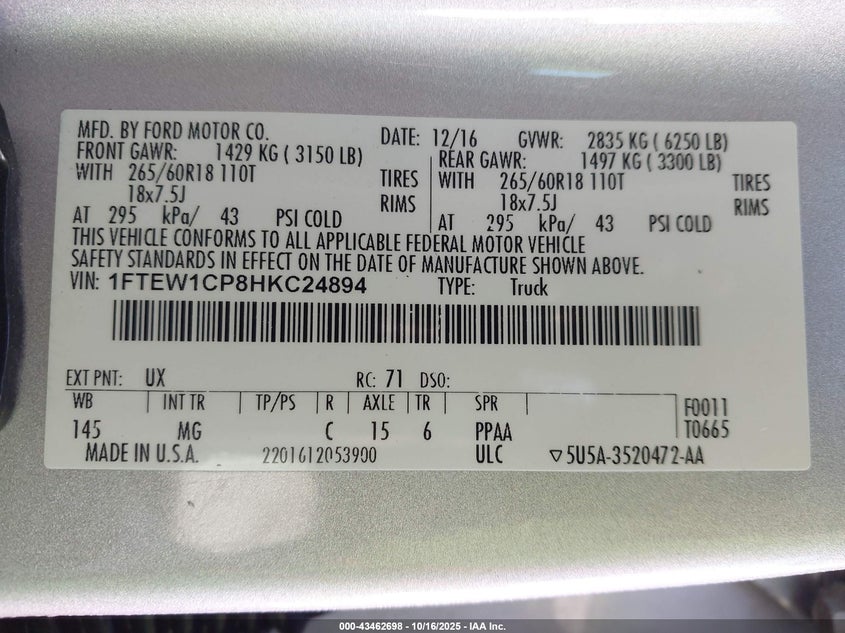 MFD. BY FORD MOTOR CO. DATE: 12/16 GVWR: 2835 KG ( 6250 LB)
FRONT GAWR: 1429 KG ( 3150 LB) REAR GAWR: 1497 KG ( 3300 LB)
WITH 265/60R18 110T TIRES WITH 265/60R18 110T TIRES
18x7.5J RIMS 18x7.5J RIMS
AT 295 kPa/ 43 PSI COLD AT 295 kPa/ 43 PSI COLD
THIS VEHICLE CONFORMS TO ALL APPLICABLE FEDERAL MOTOR VEHICLE
SAFETY STANDARDS IN EFFECT ON THE DATE OF MANUFACTURE SHOWN ABOVE.
VIN: 1FTEW1CP8HKC24894 TYPE: Truck
EXT PNT: UX RC: 71 DSO:
WB INT TR TP/PS R AXLE TR SPR F0011
145 MG C 15 6 PPAA T0665
MADE IN U.S.A. 2201612053900 ULC ▽5U5A-3520472-AA
000-43462698 - 10/16/2025 - IAA Inc.